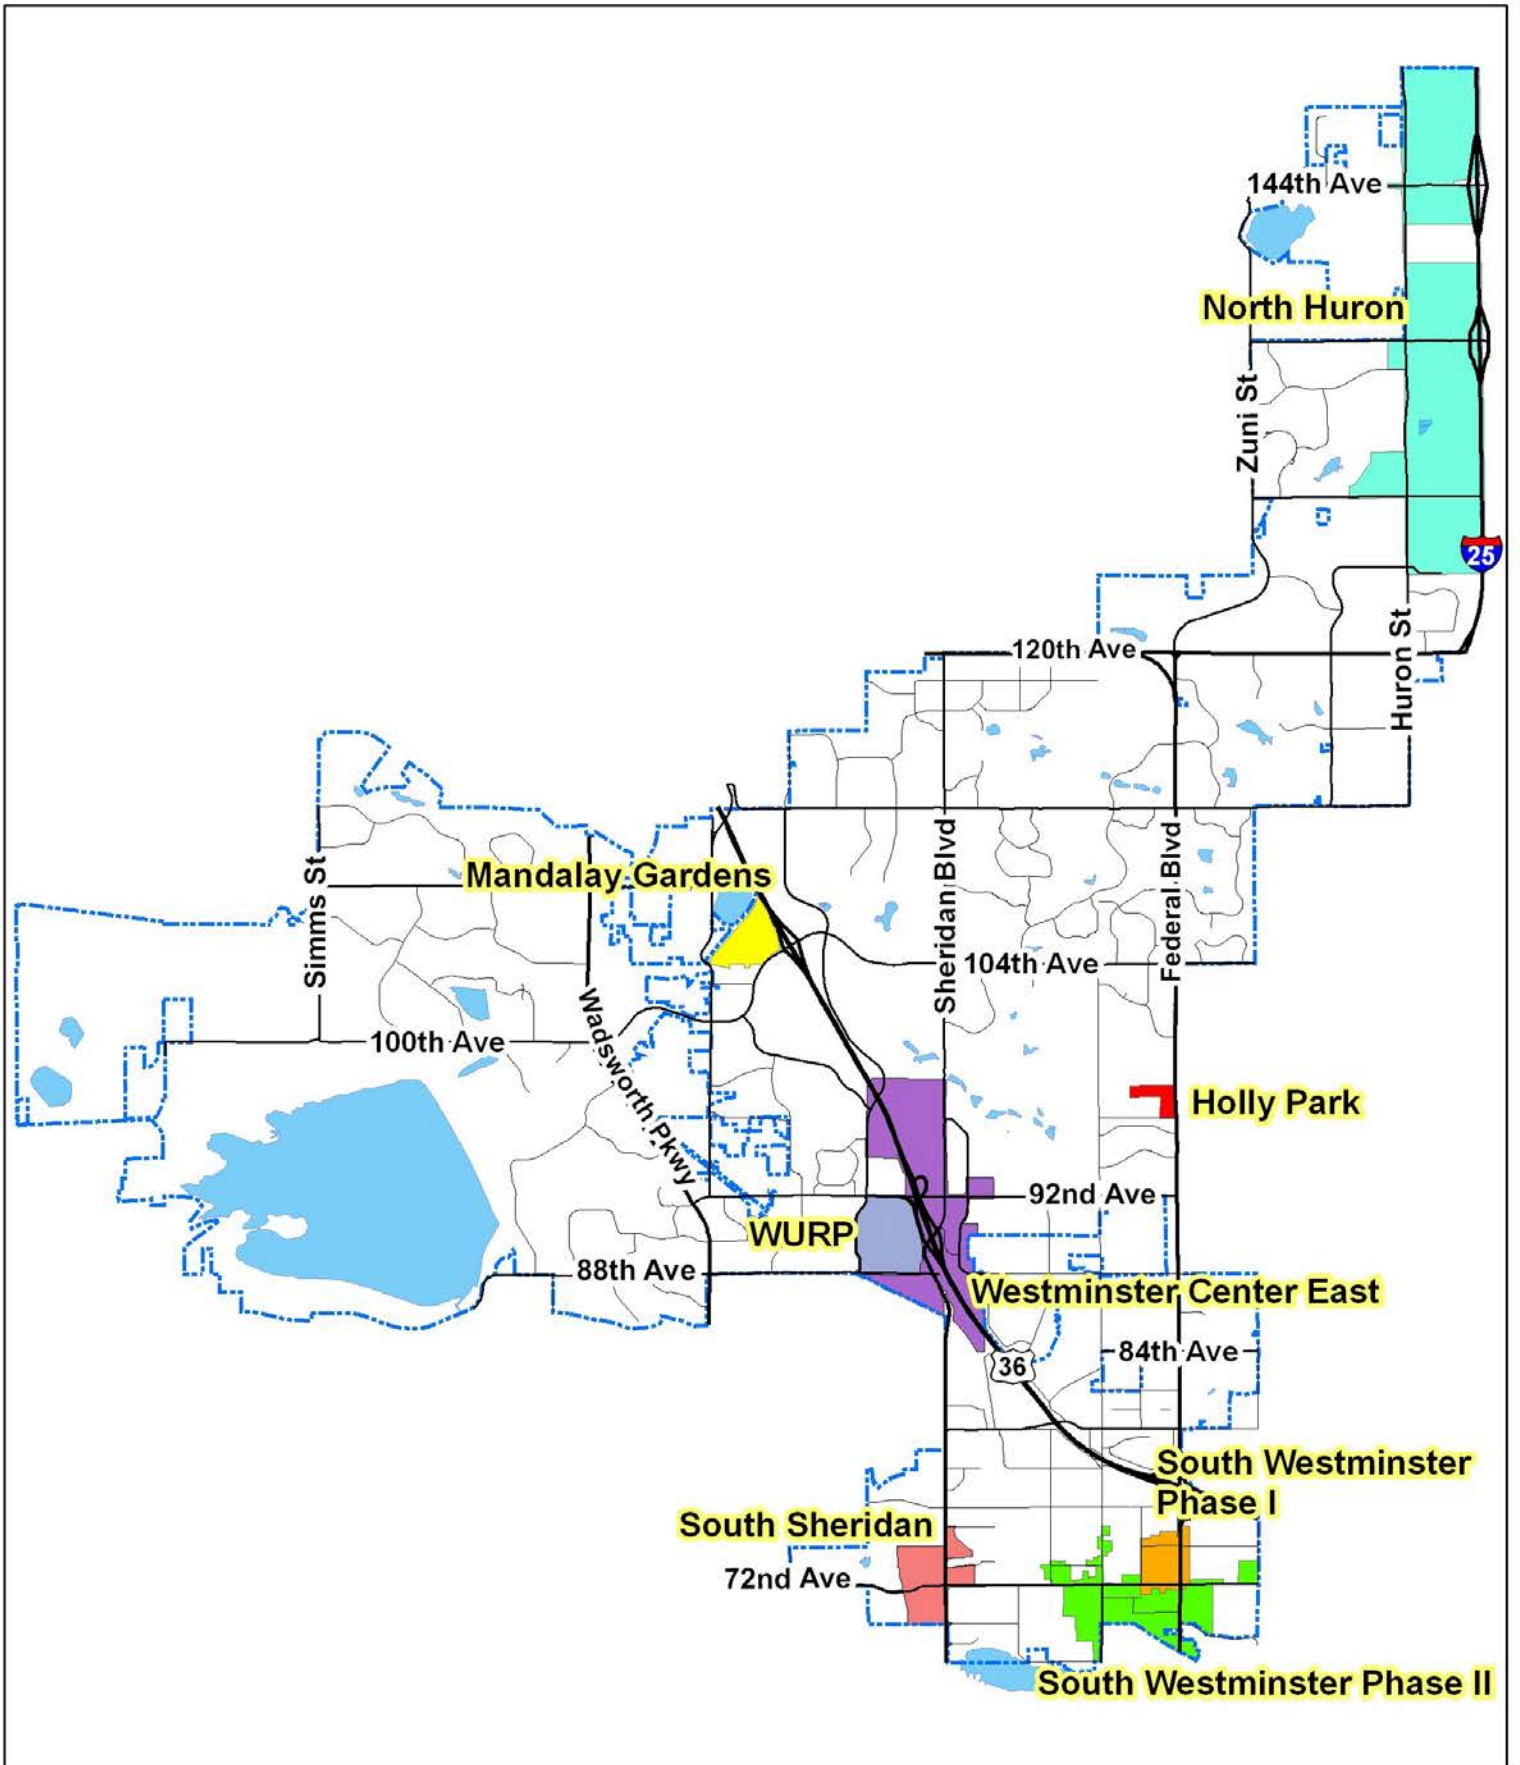 144th Ave
North Huron
Zuni St
25
120th Ave
Huron St
Mandalay Gardens
Simms St
Sheridan Blvd
Federal Blvd
104th Ave
Wadsworth Pkwy
100th Ave
Holly Park
92nd Ave
WURP
88th Ave
Westminster Center East
84th Ave
36
South Westminster
Phase I
South Sheridan
72nd Ave
South Westminster Phase II